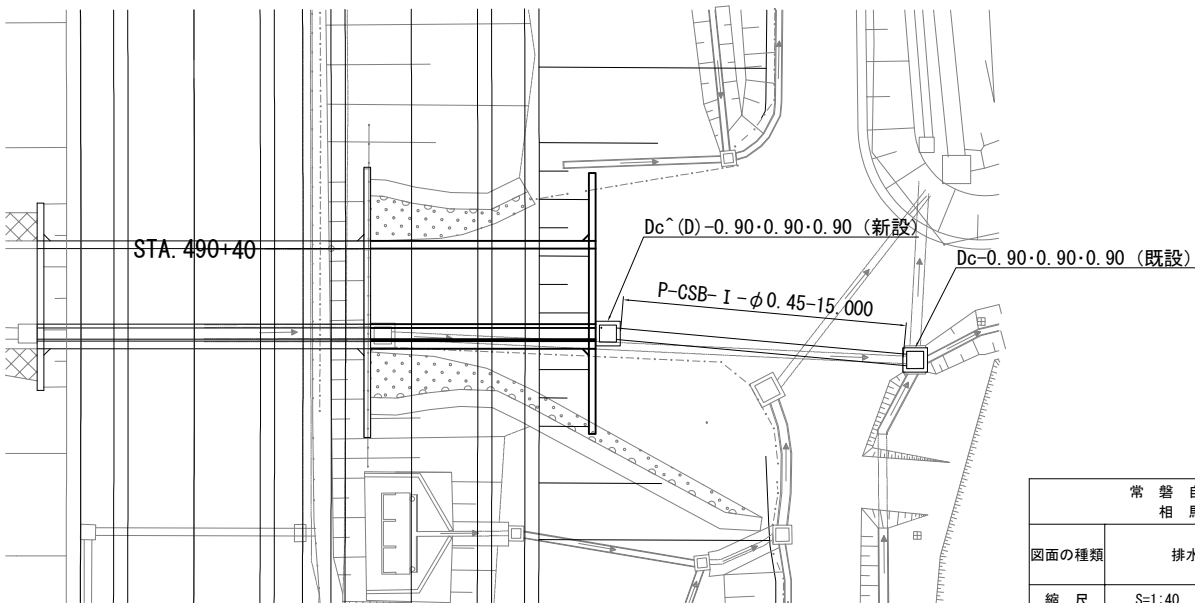 STA.490+40
Dc^(D)-0.90・0.90・0.90 (新設)
Dc-0.90・0.90・0.90 (既設)
P-CSB-Ⅰ-φ0.45-15.000
常 磐 自
相 馬
図面の種類 排水
縮 尺 S=1:40